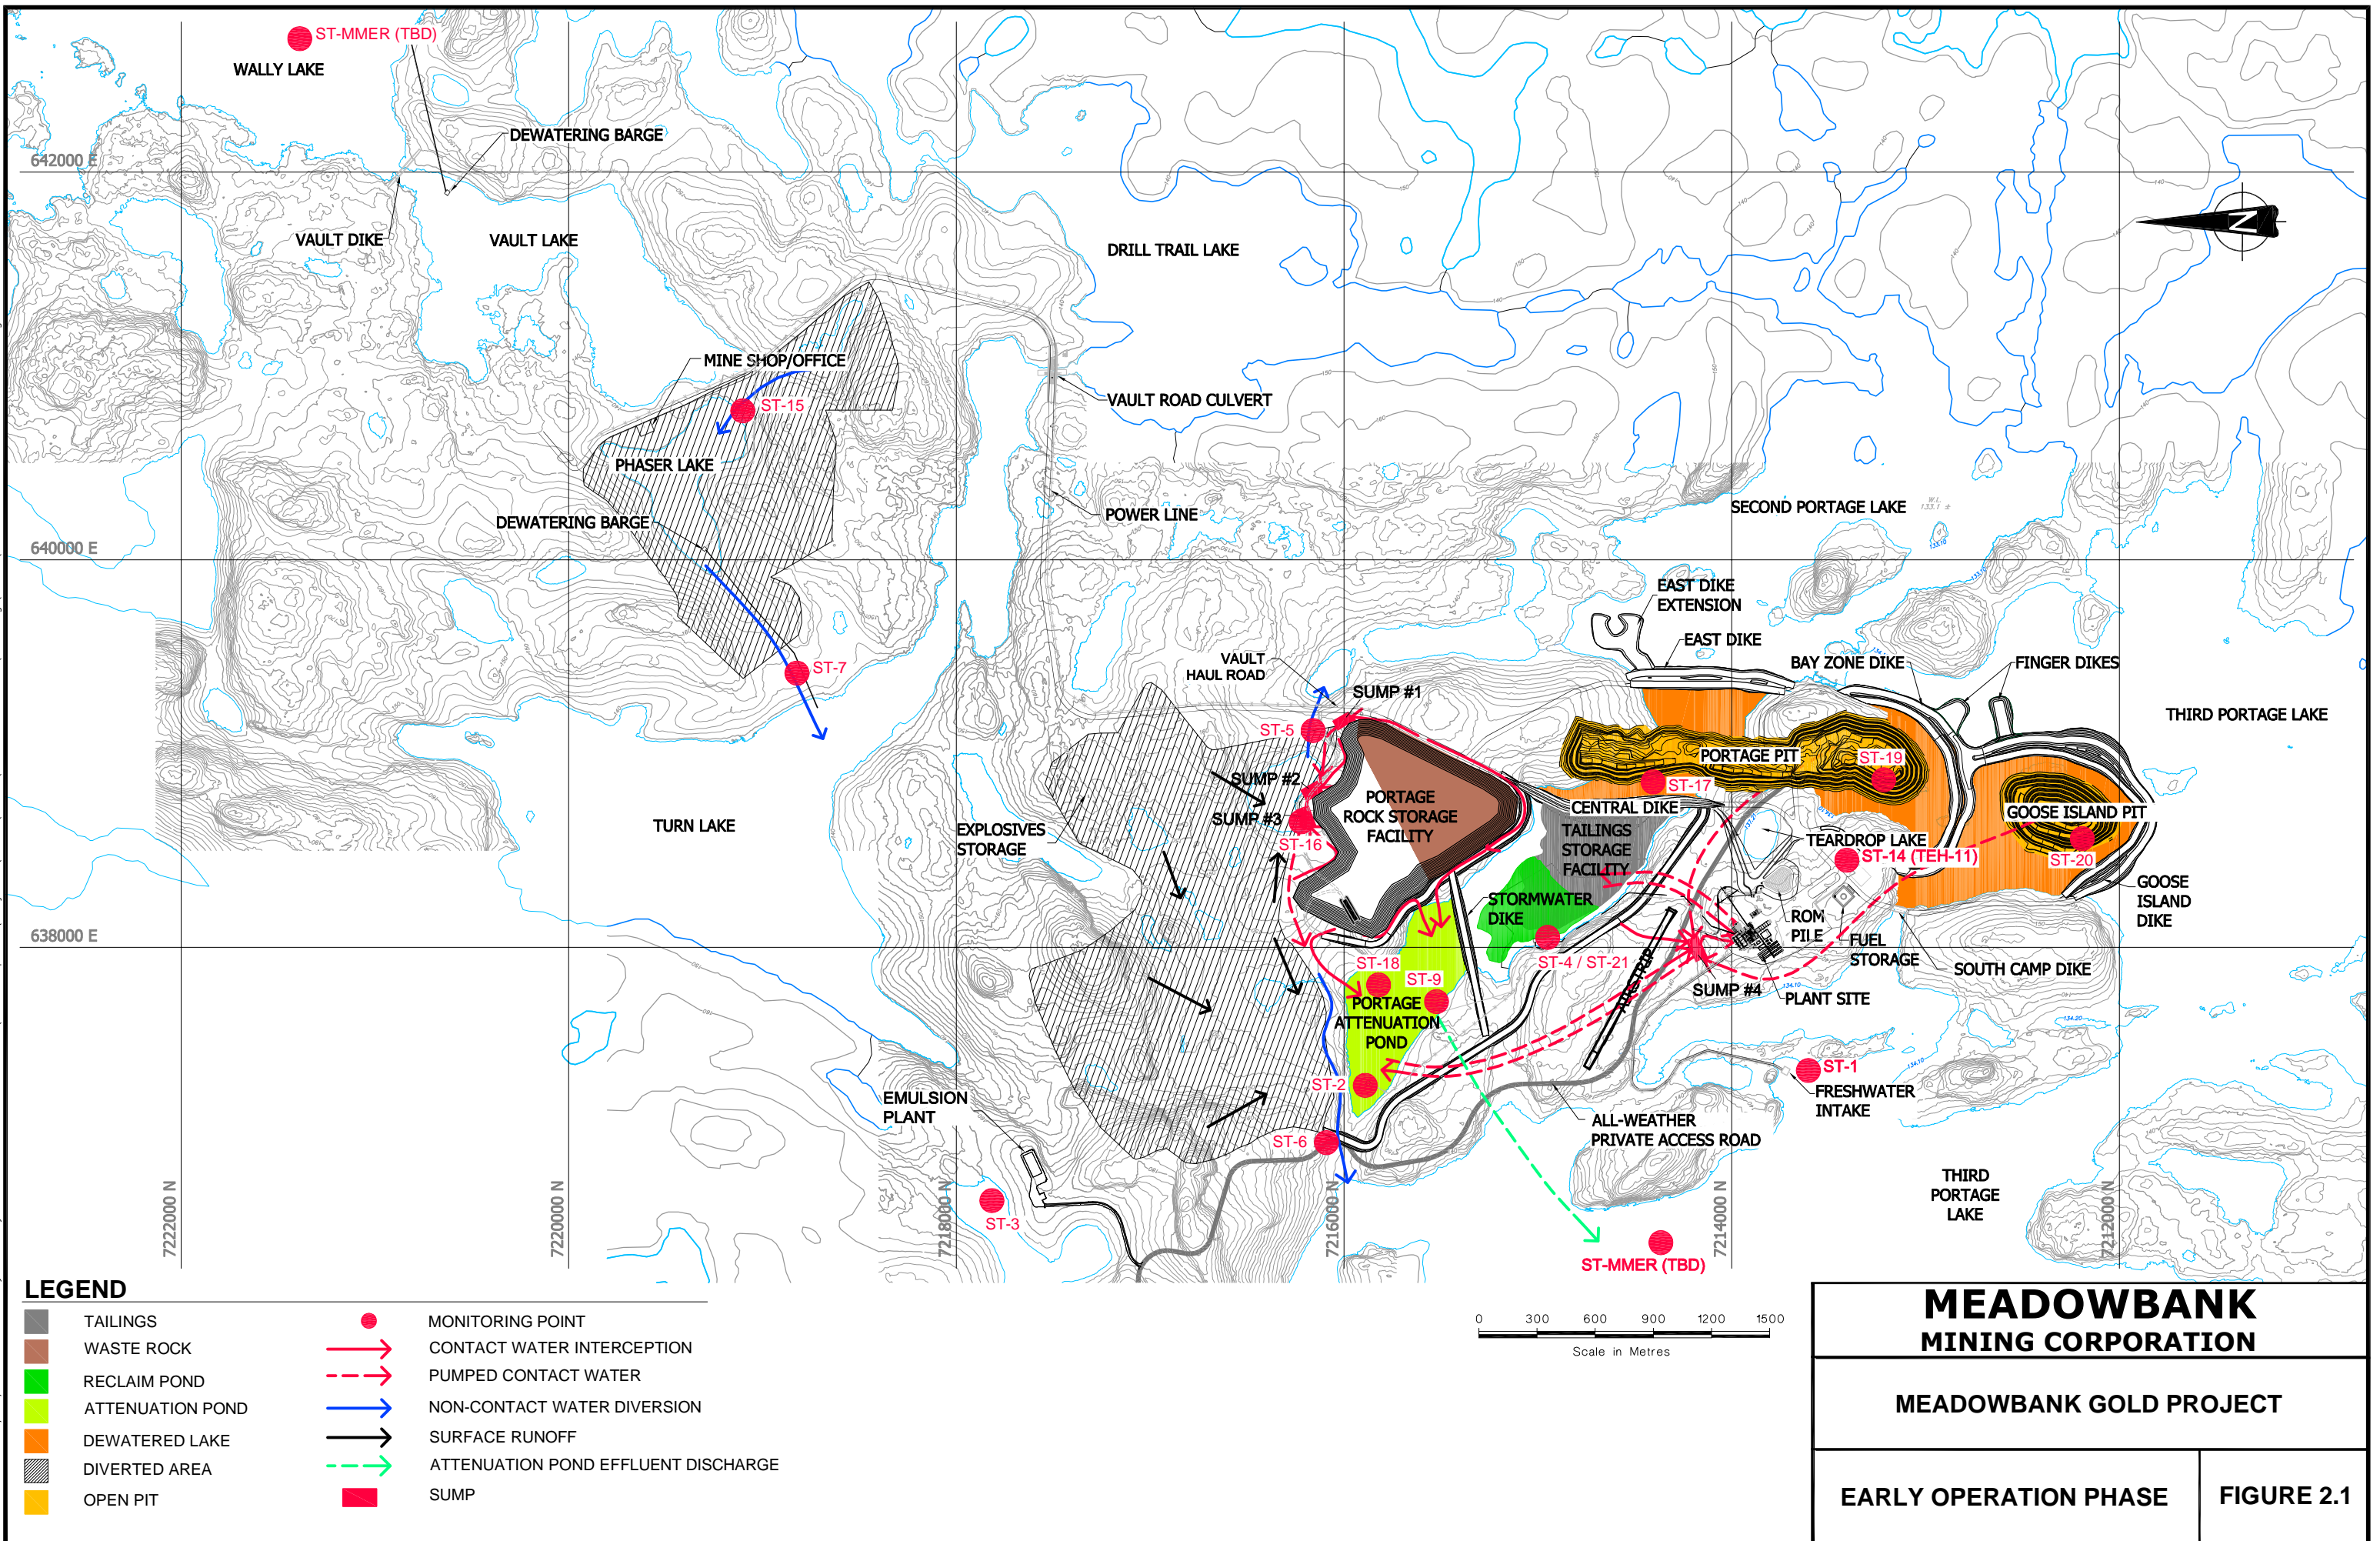 ST-MMER (TBD)
WALLY LAKE
DEWATERING BARGE
642000 E
VAULT DIKE
VAULT LAKE
DRILL TRAIL LAKE
N
MINE SHOP/OFFICE
VAULT ROAD CULVERT
ST-15
PHASER LAKE
POWER LINE
SECOND PORTAGE LAKE
W.L.
133.1 ±
DEWATERING BARGE
640000 E
EAST DIKE
EXTENSION
EAST DIKE
VAULT
HAUL ROAD
BAY ZONE DIKE
FINGER DIKES
ST-7
SUMP #1
THIRD PORTAGE LAKE
ST-5
PORTAGE PIT
ST-19
SUMP #2
ST-17
PORTAGE
ROCK STORAGE
FACILITY
CENTRAL DIKE
GOOSE ISLAND PIT
SUMP #3
TURN LAKE
EXPLOSIVES
STORAGE
TAILINGS
STORAGE
FACILITY
TEARDROP LAKE
ST-16
ST-14 (TEH-11)
ST-20
STORMWATER
DIKE
GOOSE
ISLAND
DIKE
ROM
PILE
638000 E
FUEL
STORAGE
ST-18
ST-4 / ST-21
SOUTH CAMP DIKE
ST-9
AIRSTRIP
SUMP #4
PLANT SITE
PORTAGE
ATTENUATION
POND
ST-2
ST-1
FRESHWATER
INTAKE
EMULSION
PLANT
ALL-WEATHER
PRIVATE ACCESS ROAD
ST-6
THIRD
PORTAGE
LAKE
ST-3
7222000 N
7220000 N
7218000 N
7216000 N
7214000 N
7212000 N
ST-MMER (TBD)
LEGEND
TAILINGS
WASTE ROCK
RECLAIM POND
ATTENUATION POND
DEWATERED LAKE
DIVERTED AREA
OPEN PIT
MONITORING POINT
CONTACT WATER INTERCEPTION
PUMPED CONTACT WATER
NON-CONTACT WATER DIVERSION
SURFACE RUNOFF
ATTENUATION POND EFFLUENT DISCHARGE
SUMP
0 300 600 900 1200 1500
Scale in Metres
MEADOWBANK
MINING CORPORATION
MEADOWBANK GOLD PROJECT
EARLY OPERATION PHASE
FIGURE 2.1